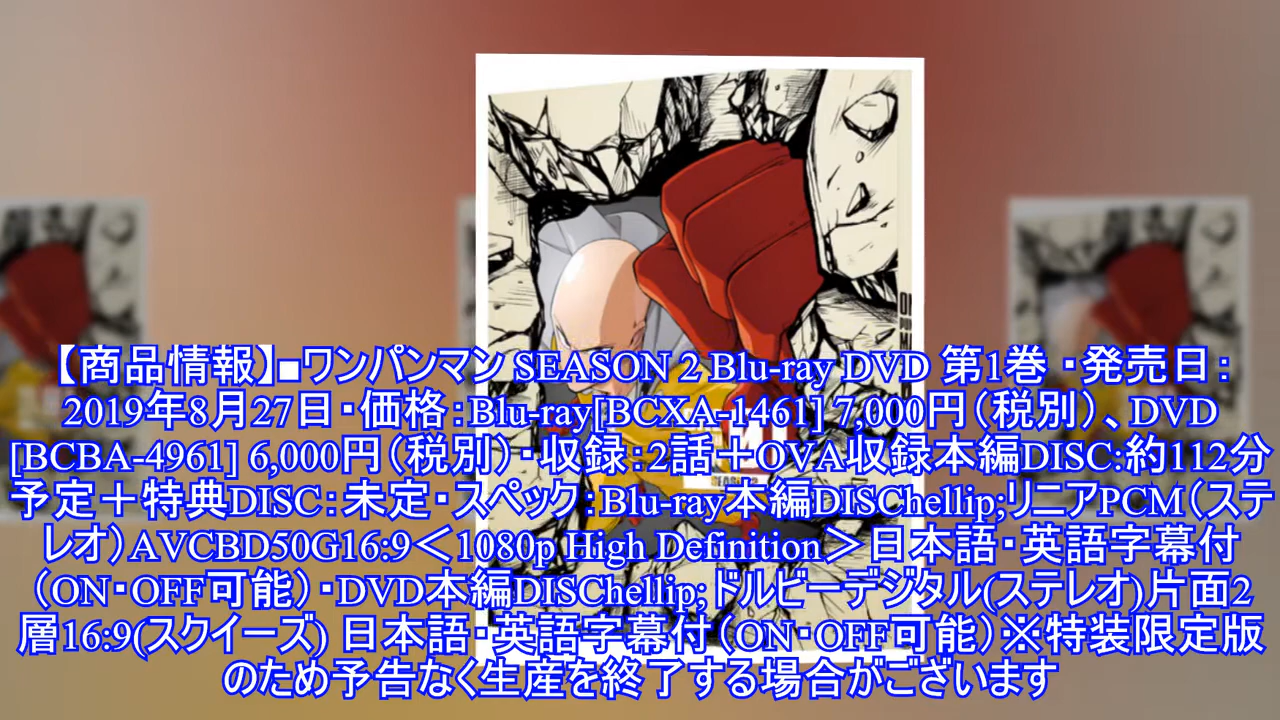 【商品情報】■ワンパンマン SEASON 2 Blu-ray DVD 第1巻 ・発売日：
2019年8月27日・価格：Blu-ray[BCXA-1461] 7,000円（税別）、DVD
[BCBA-4961] 6,000円（税別）・収録：2話＋OVA収録本編DISC:約112分
予定＋特典DISC：未定・スペック：Blu-ray本編DISChellip;リニアPCM（ステ
レオ）AVCBD50G16:9＜1080p High Definition＞日本語・英語字幕付
（ON・OFF可能）・DVD本編DISChellip;ドルビーデジタル(ステレオ)片面2
層16:9(スクイーズ) 日本語・英語字幕付（ON・OFF可能）※特装限定版
のため予告なく生産を終了する場合がございます